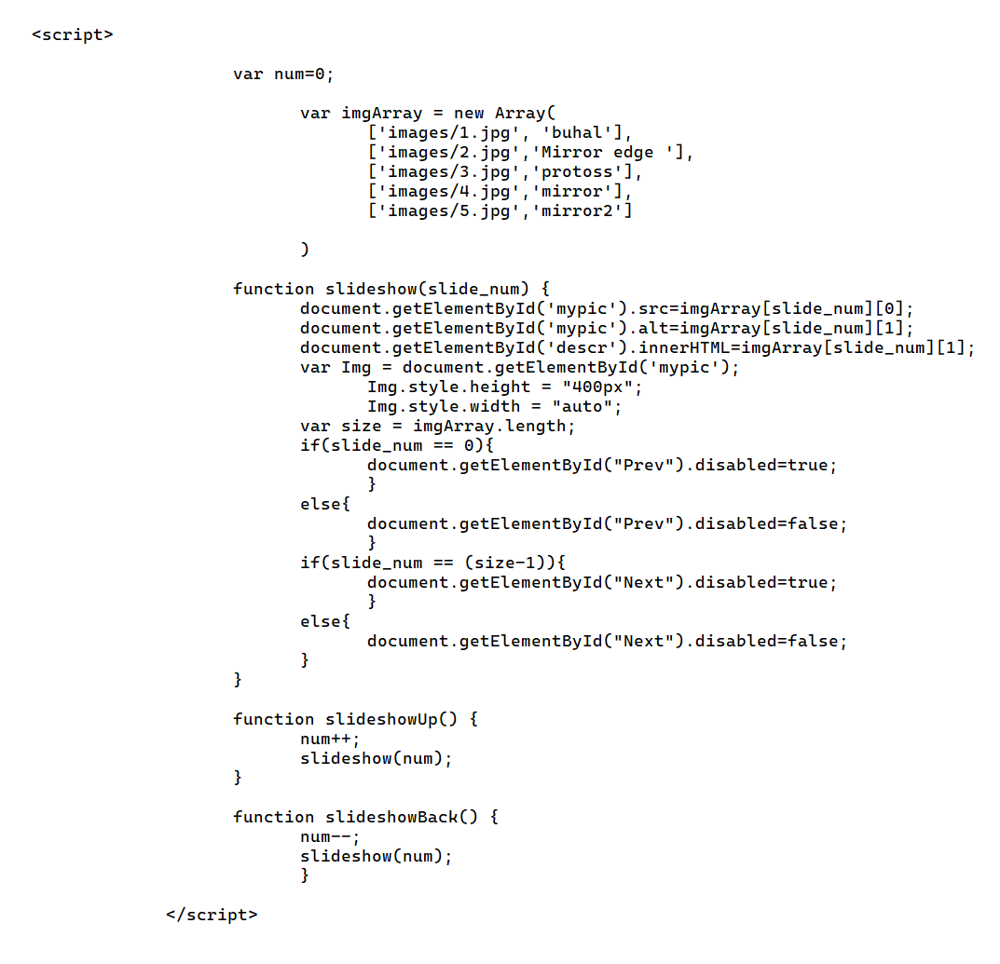 <script>
var num=0;
var imgArray = new Array(
['images/1.jpg', 'buhal'],
['images/2.jpg','Mirror edge '],
['images/3.jpg','protoss'],
['images/4.jpg','mirror'],
['images/5.jpg','mirror2']
)
function slideshow(slide_num) {
document.getElementById('mypic').src=imgArray[slide_num][0];
document.getElementById('mypic').alt=imgArray[slide_num][1];
document.getElementById('descr').innerHTML=imgArray[slide_num][1];
var Img = document.getElementById('mypic');
Img.style.height = "400px";
Img.style.width = "auto";
var size = imgArray.length;
if(slide_num == 0){
document.getElementById("Prev").disabled=true;
}
else{
document.getElementById("Prev").disabled=false;
}
if(slide_num == (size-1)){
document.getElementById("Next").disabled=true;
}
else{
document.getElementById("Next").disabled=false;
}
}
function slideshowUp() {
num++;
slideshow(num);
}
function slideshowBack() {
num--;
slideshow(num);
}
</script>